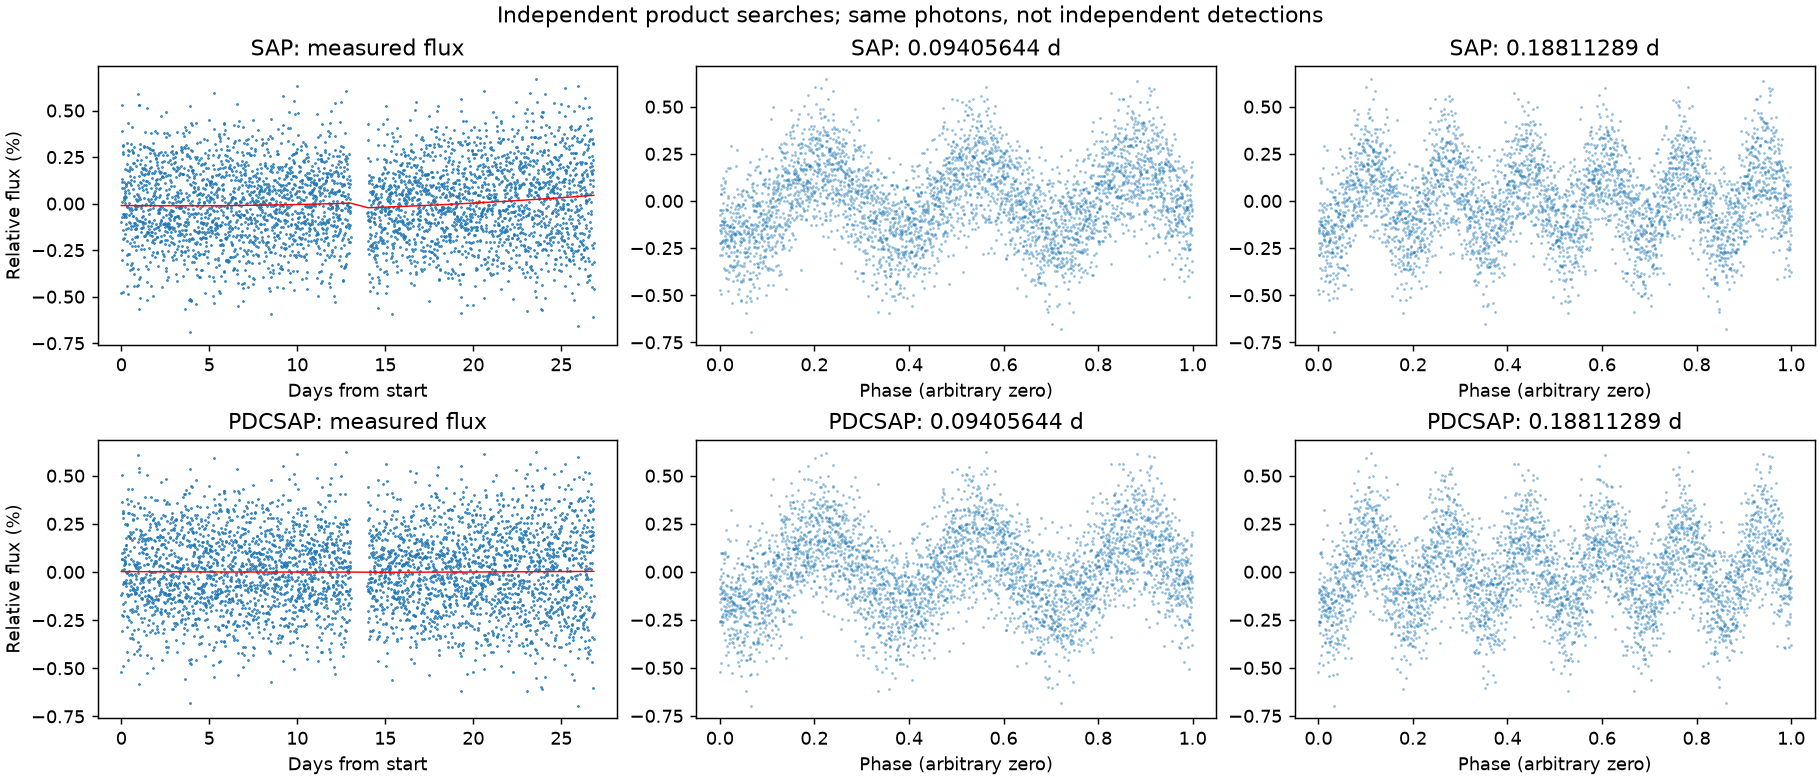 Independent product searches; same photons, not independent detections
SAP: measured flux
SAP: 0.09405644 d
SAP: 0.18811289 d
Relative flux (%)
0.50
0.25
0.00
−0.25
−0.50
−0.75
0 5 10 15 20 25
Days from start
0.50
0.25
0.00
−0.25
−0.50
−0.75
0.0 0.2 0.4 0.6 0.8 1.0
Phase (arbitrary zero)
0.50
0.25
0.00
−0.25
−0.50
−0.75
0.0 0.2 0.4 0.6 0.8 1.0
Phase (arbitrary zero)
PDCSAP: measured flux
PDCSAP: 0.09405644 d
PDCSAP: 0.18811289 d
Relative flux (%)
0.50
0.25
0.00
−0.25
−0.50
−0.75
0 5 10 15 20 25
Days from start
0.50
0.25
0.00
−0.25
−0.50
−0.75
0.0 0.2 0.4 0.6 0.8 1.0
Phase (arbitrary zero)
0.50
0.25
0.00
−0.25
−0.50
−0.75
0.0 0.2 0.4 0.6 0.8 1.0
Phase (arbitrary zero)